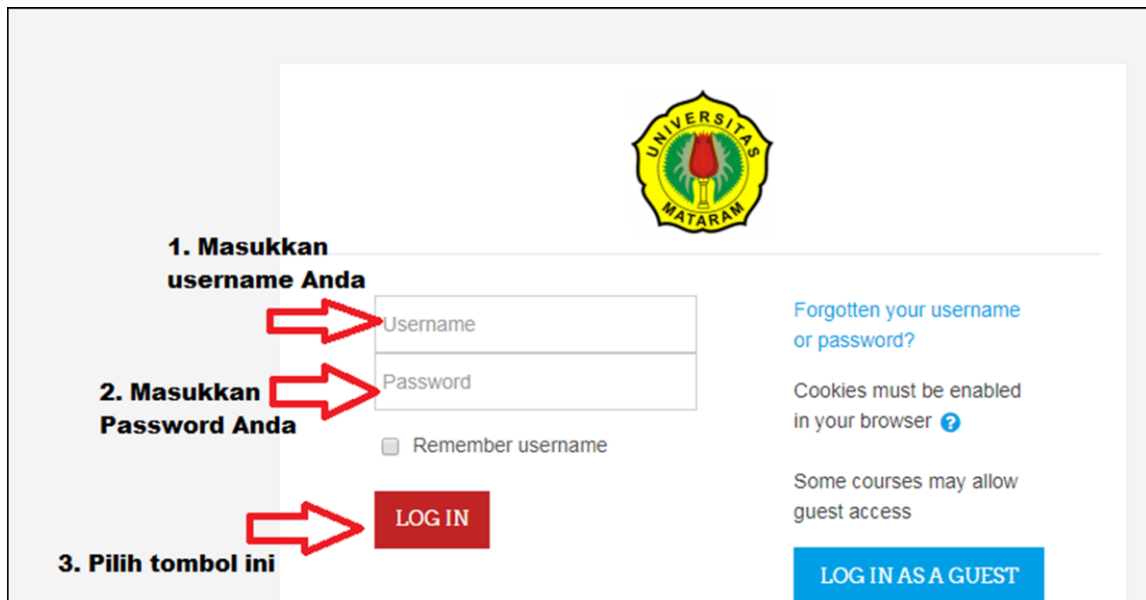 UNIVERSITAS
MATARAM
1. Masukkan
username Anda
Username
2. Masukkan
Password Anda
Password
Remember username
3. Pilih tombol ini
LOG IN
Forgotten your username
or password?
Cookies must be enabled
in your browser ?
Some courses may allow
guest access
LOG IN AS A GUEST